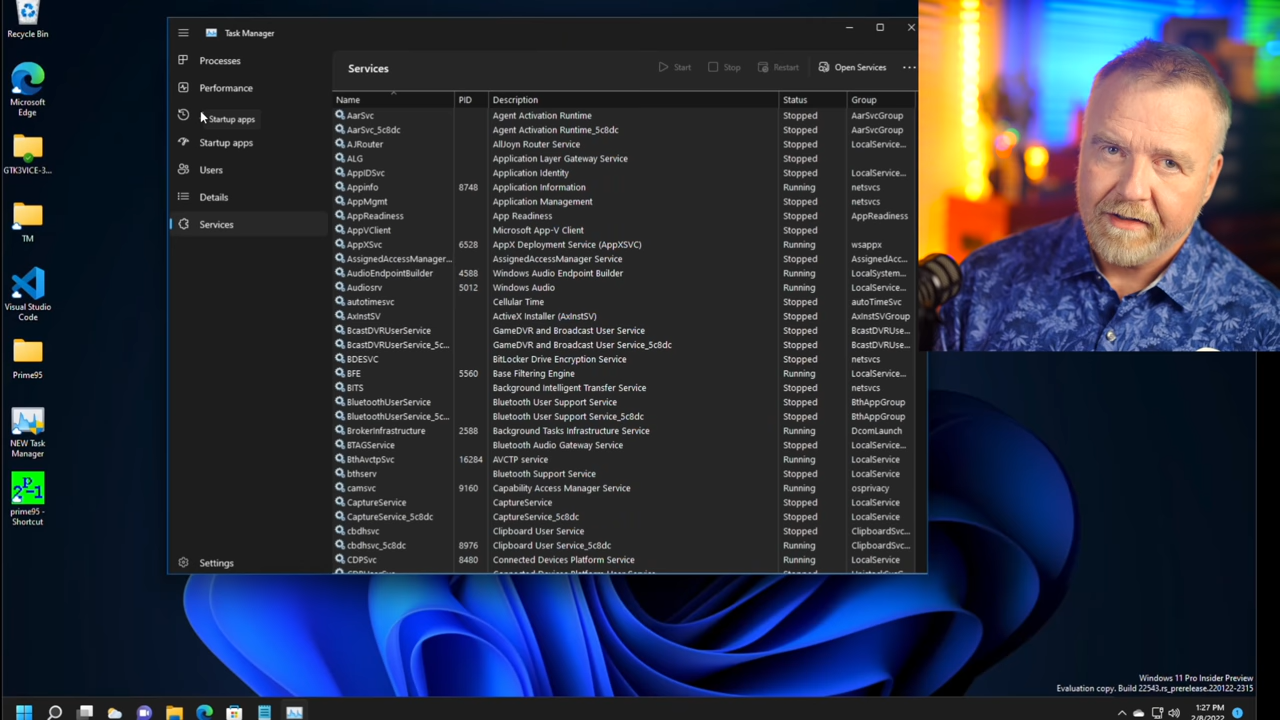 Recycle Bin
Microsoft
Edge
GTK3VICE-3...
TM
Visual Studio
Code
Prime95
NEW Task
Manager
P
2-1
prime95 -
Shortcut
Task Manager
Processes
Performance
Startup apps
Startup apps
Users
Details
Services
Settings
Services
Start
Stop
Restart
Open Services
...
Name PID Description Status Group
AarSvc Agent Activation Runtime Stopped AarSvcGroup
AarSvc_5c8dc Agent Activation Runtime_5c8dc Stopped AarSvcGroup
AJRouter AllJoyn Router Service Stopped LocalService...
ALG Application Layer Gateway Service Stopped
AppIDSvc Application Identity Stopped LocalService...
Appinfo 8748 Application Information Running netsvcs
AppMgmt Application Management Stopped netsvcs
AppReadiness App Readiness Stopped AppReadiness
AppVClient Microsoft App-V Client Stopped
AppXSvc 6528 AppX Deployment Service (AppXSVC) Running wsappx
AssignedAccessManager... AssignedAccessManager Service Stopped AssignedAcc...
AudioEndpointBuilder 4588 Windows Audio Endpoint Builder Running LocalSystem...
Audiosrv 5012 Windows Audio Running LocalService...
autotimesvc Cellular Time Stopped autoTimeSvc
AxInstSV ActiveX Installer (AxInstSV) Stopped AxInstSVGroup
BcastDVRUserService GameDVR and Broadcast User Service Stopped BcastDVRUse...
BcastDVRUserService_5c... GameDVR and Broadcast User Service_5c8dc Stopped BcastDVRUse...
BDESVC BitLocker Drive Encryption Service Stopped netsvcs
BFE 5560 Base Filtering Engine Running LocalService...
BITS Background Intelligent Transfer Service Stopped netsvcs
BluetoothUserService Bluetooth User Support Service Stopped BthAppGroup
BluetoothUserService_5c... Bluetooth User Support Service_5c8dc Stopped BthAppGroup
BrokerInfrastructure 2588 Background Tasks Infrastructure Service Running DcomLaunch
BTAGService Bluetooth Audio Gateway Service Stopped LocalService...
BthAvctpSvc 16284 AVCTP service Running LocalService
bthserv Bluetooth Support Service Stopped LocalService
camsvc 9160 Capability Access Manager Service Running osprivacy
CaptureService CaptureService Stopped LocalService
CaptureService_5c8dc CaptureService_5c8dc Stopped LocalService
cbdhsvc Clipboard User Service Stopped ClipboardSvc...
cbdhsvc_5c8dc 8976 Clipboard User Service_5c8dc Running ClipboardSvc...
CDPSvc 8480 Connected Devices Platform Service Running LocalService
Windows 11 Pro Insider Preview
Evaluation copy. Build 22543.rs_prerelease.220122-2315
1:27 PM
2/8/2022
1